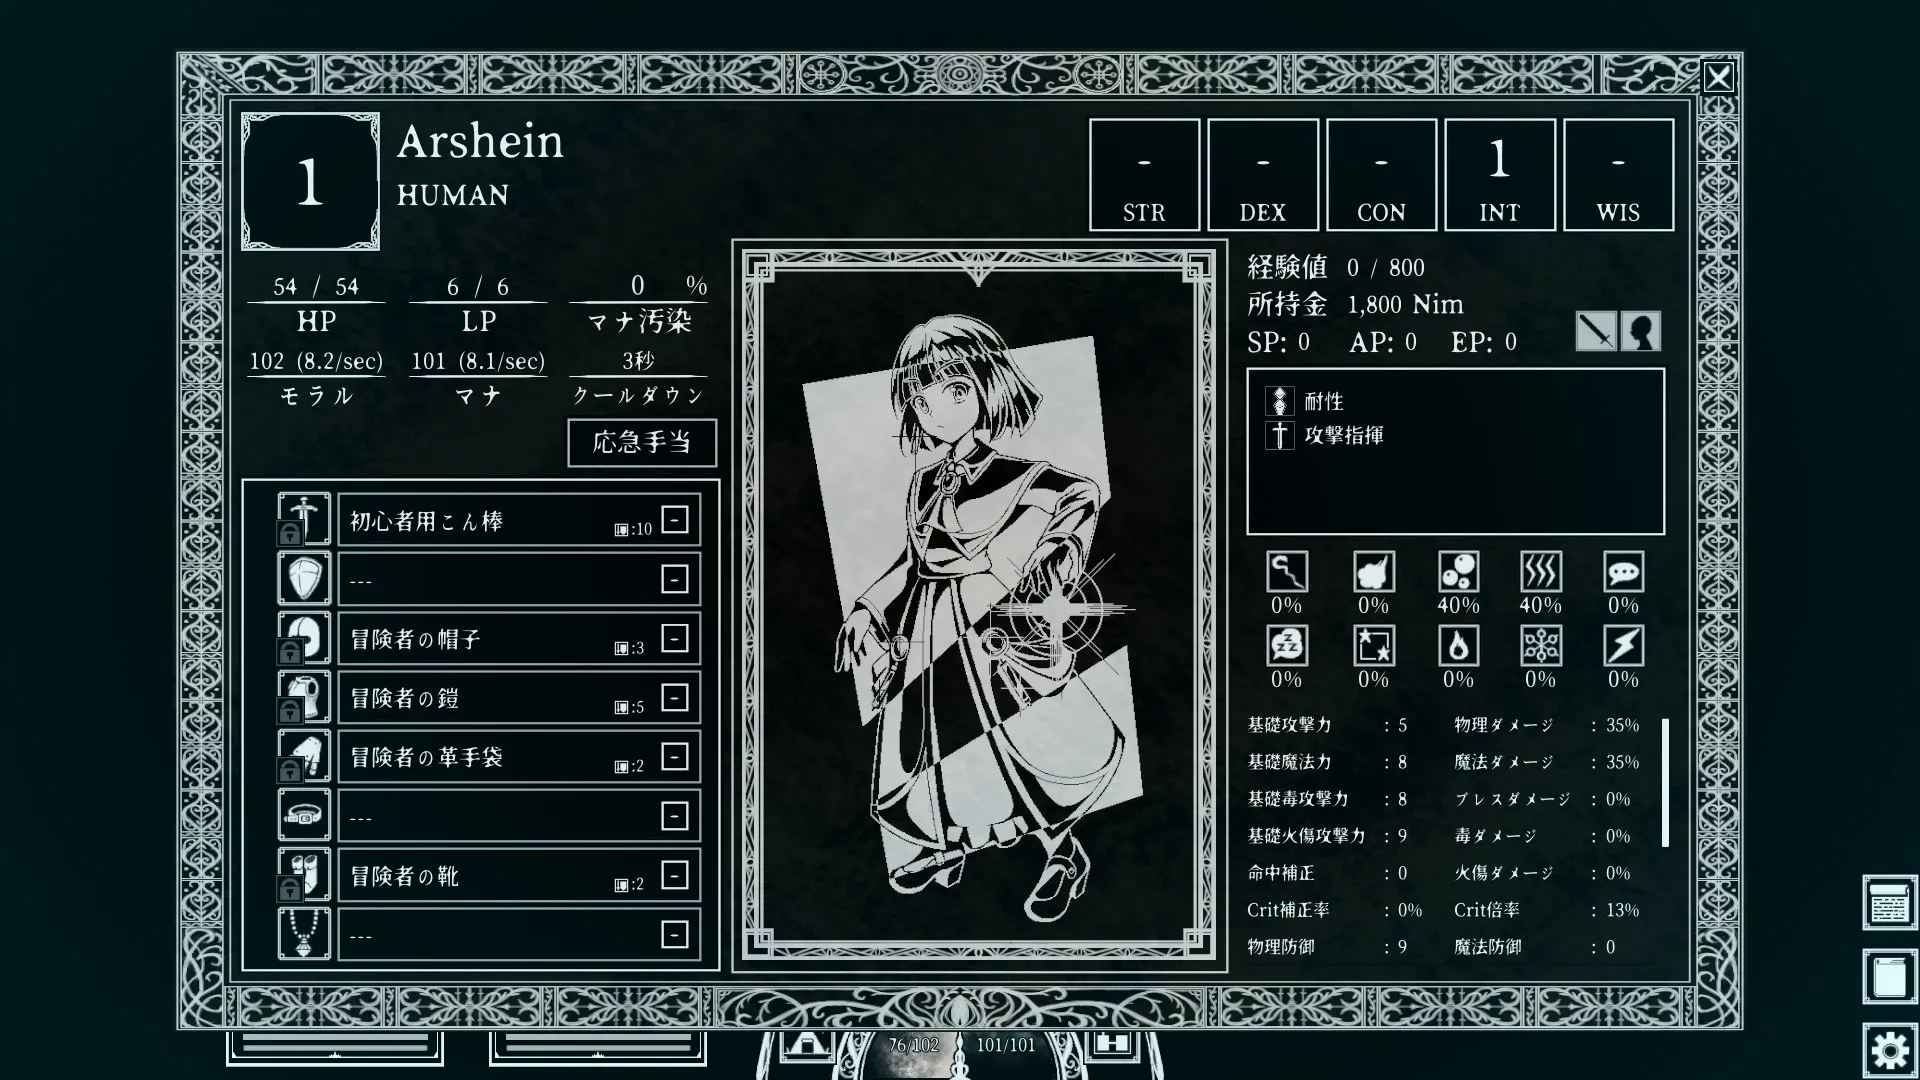 1
Arshein
HUMAN
-
STR
-
DEX
-
CON
1
INT
-
WIS
54 / 54
HP
6 / 6
LP
0 %
マナ汚染
102 (8.2/sec)
モラル
101 (8.1/sec)
マナ
3秒
クールダウン
応急手当
初心者用こん棒 :10 -
--- -
冒険者の帽子 :3 -
冒険者の鎧 :5 -
冒険者の革手袋 :2 -
--- -
冒険者の靴 :2 -
--- -
経験値 0 / 800
所持金 1,800 Nim
SP: 0 AP: 0 EP: 0
耐性
攻撃指揮
0% 0% 40% 40% 0%
0% 0% 0% 0% 0%
基礎攻撃力 : 5 物理ダメージ : 35%
基礎魔法力 : 8 魔法ダメージ : 35%
基礎毒攻撃力 : 8 ブレスダメージ : 0%
基礎火傷攻撃力 : 9 毒ダメージ : 0%
命中補正 : 0 火傷ダメージ : 0%
Crit補正率 : 0% Crit倍率 : 13%
物理防御 : 9 魔法防御 : 0
76/102 101/101